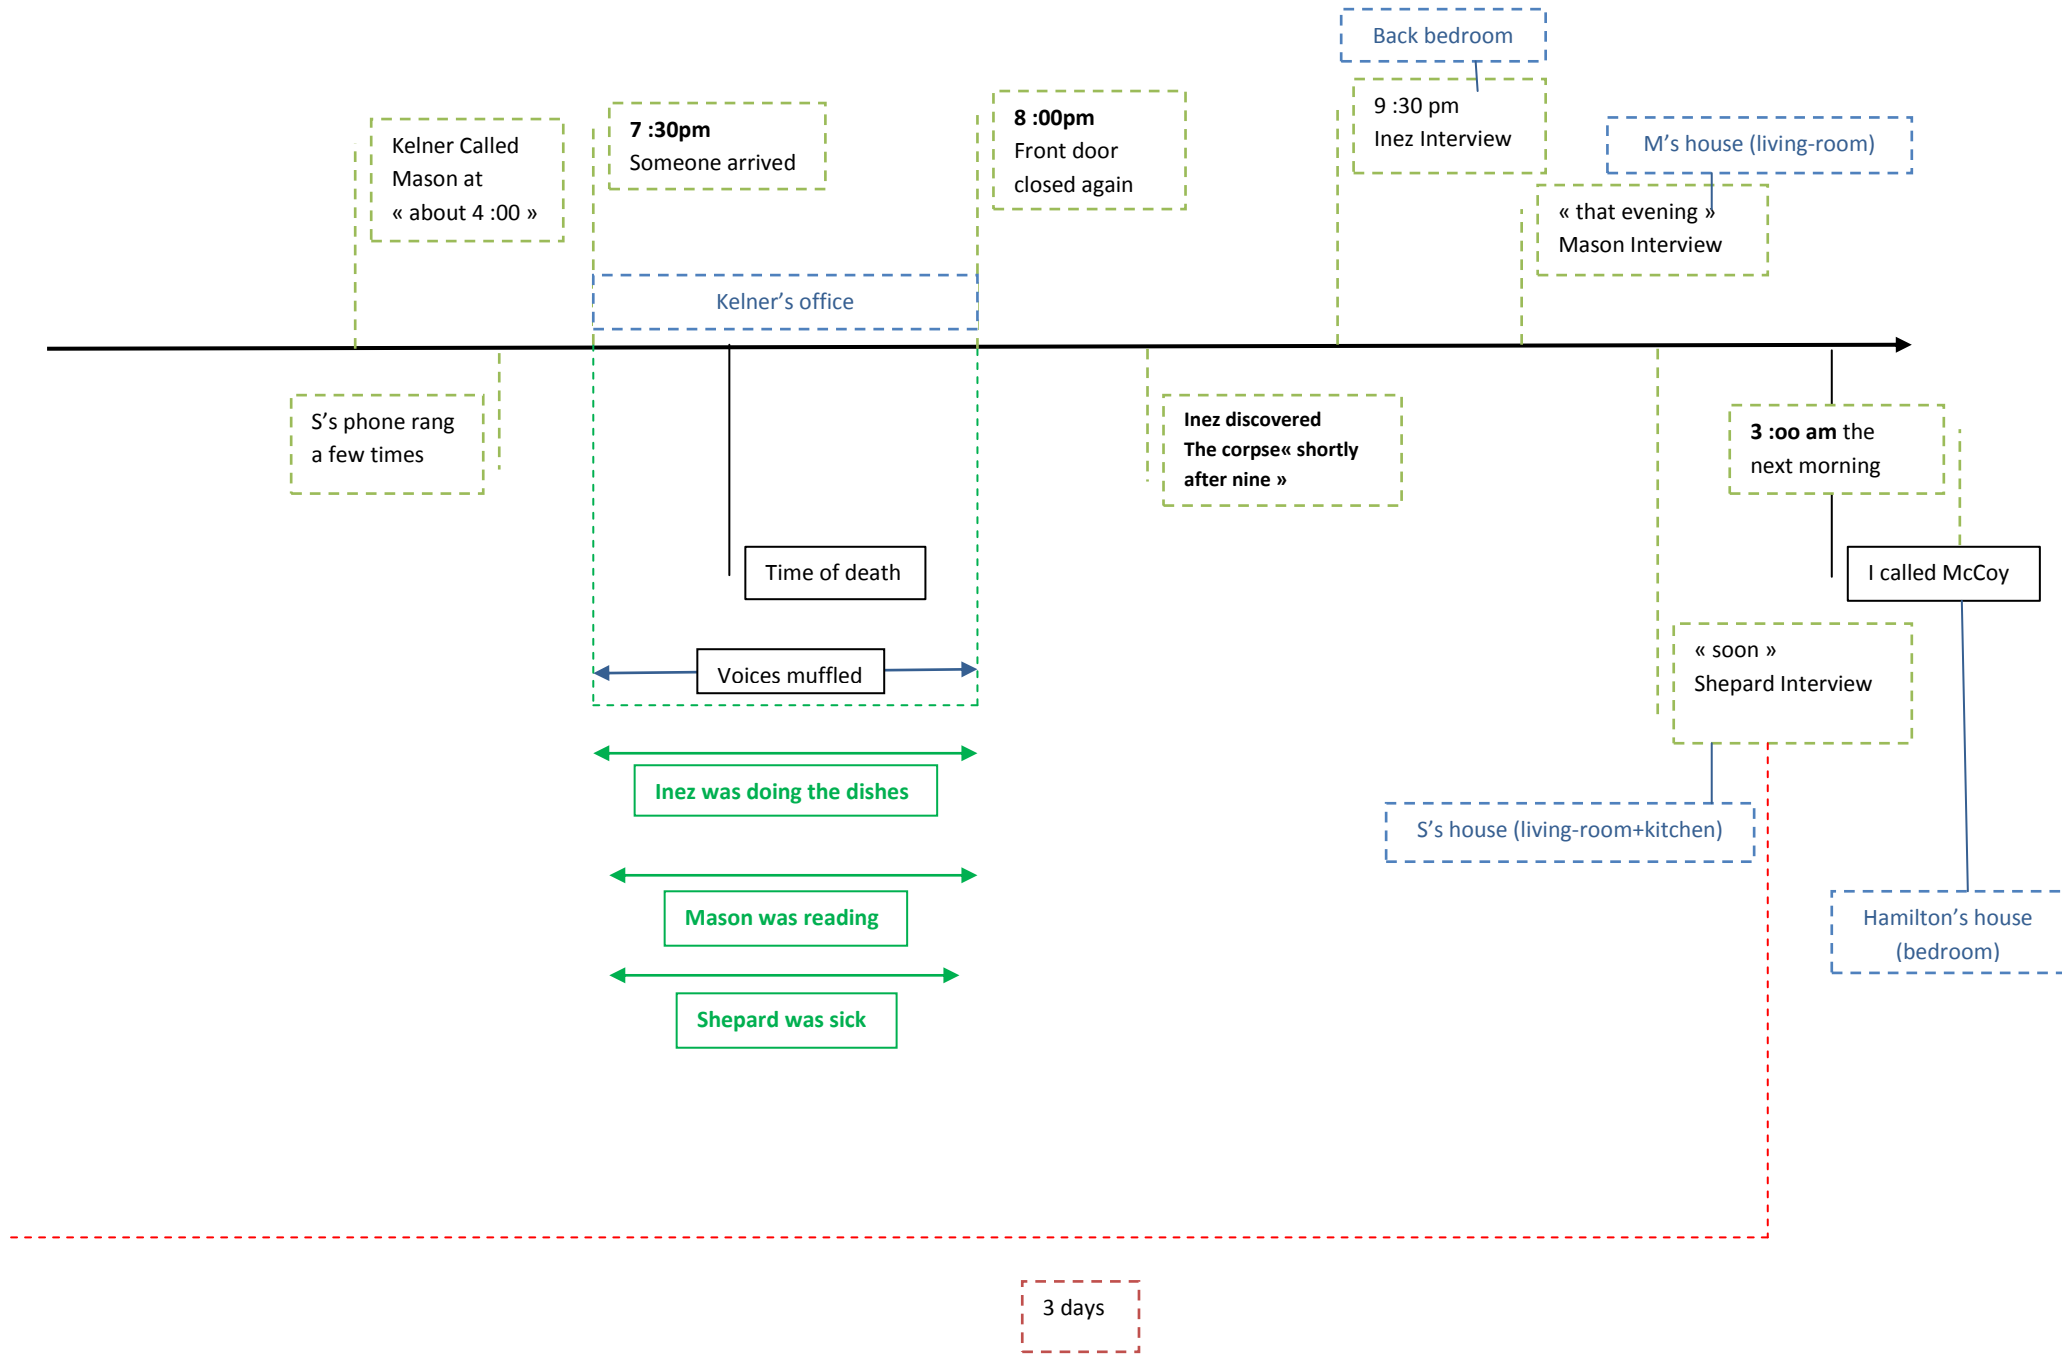 Back bedroom
9 :30 pm
Inez Interview
Kelner Called
Mason at
« about 4 :00 »
7 :30pm
Someone arrived
8 :00pm
Front door
closed again
M’s house (living-room)
« that evening »
Mason Interview
Kelner’s office
S’s phone rang
a few times
Inez discovered
The corpse« shortly
after nine »
3 :oo am the
next morning
Time of death
I called McCoy
Voices muffled
« soon »
Shepard Interview
Inez was doing the dishes
S’s house (living-room+kitchen)
Mason was reading
Hamilton’s house
(bedroom)
Shepard was sick
3 days